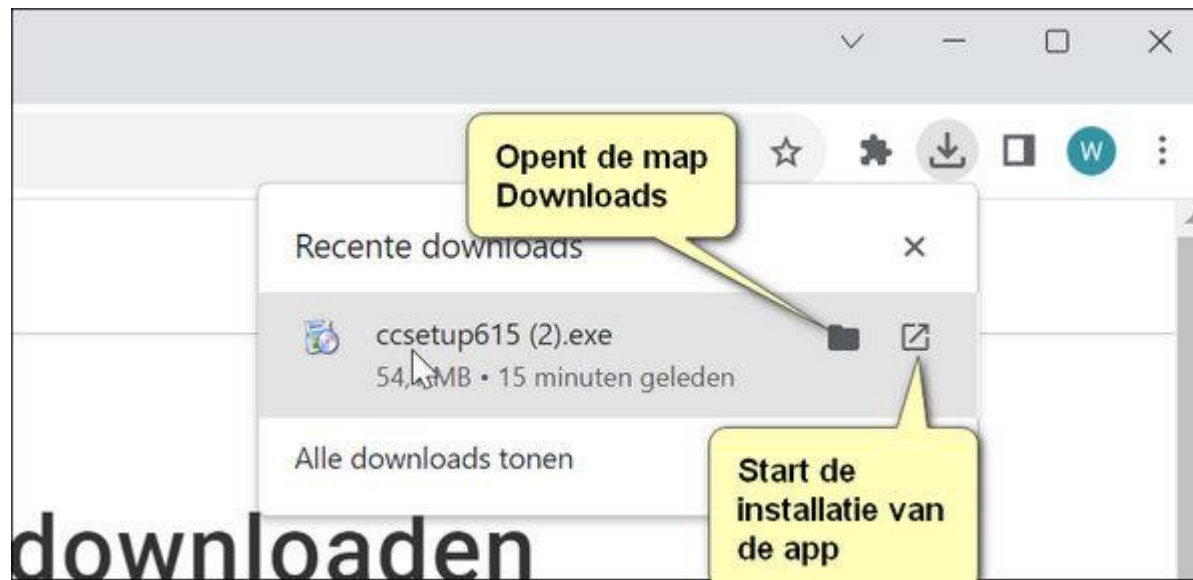 Opent de map
Downloads
W
Recente downloads
ccsetup615 (2).exe
MB • 15 minuten geleden
Alle downloads tonen
Start de
installatie van
de app
downloaden